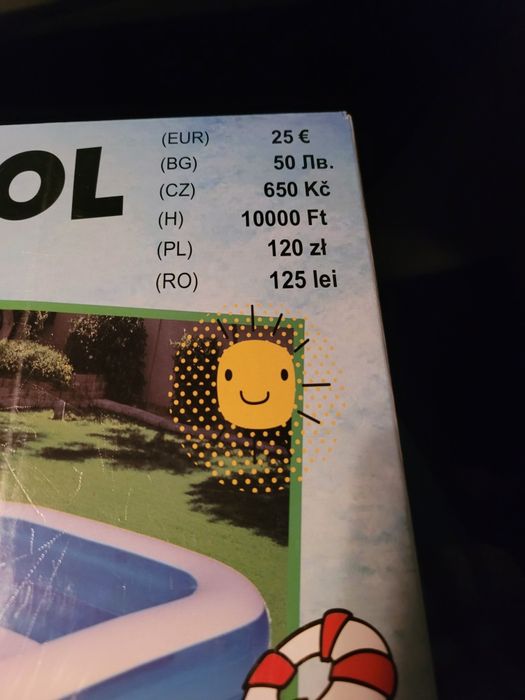 OL
(EUR) 25 €
(BG) 50 Лв.
(CZ) 650 Kč
(H) 10000 Ft
(PL) 120 zł
(RO) 125 lei